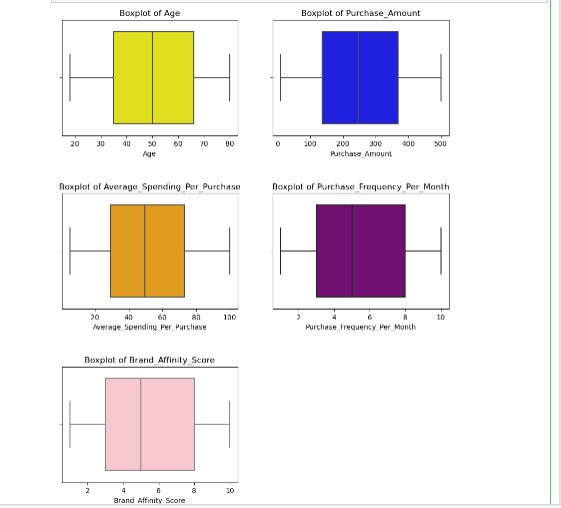 Boxplot of Age
Boxplot of Purchase_Amount
20 30 40 50 60 70 80
0 100 200 300 400 500
Age
Purchase_Amount
Boxplot of Average_Spending_Per_Purchase
Boxplot of Purchase_Frequency_Per_Month
20 40 60 80 100
2 4 6 8 10
Average_Spending_Per_Purchase
Purchase_Frequency_Per_Month
Boxplot of Brand_Affinity_Score
2 4 6 8 10
Brand_Affinity_Score